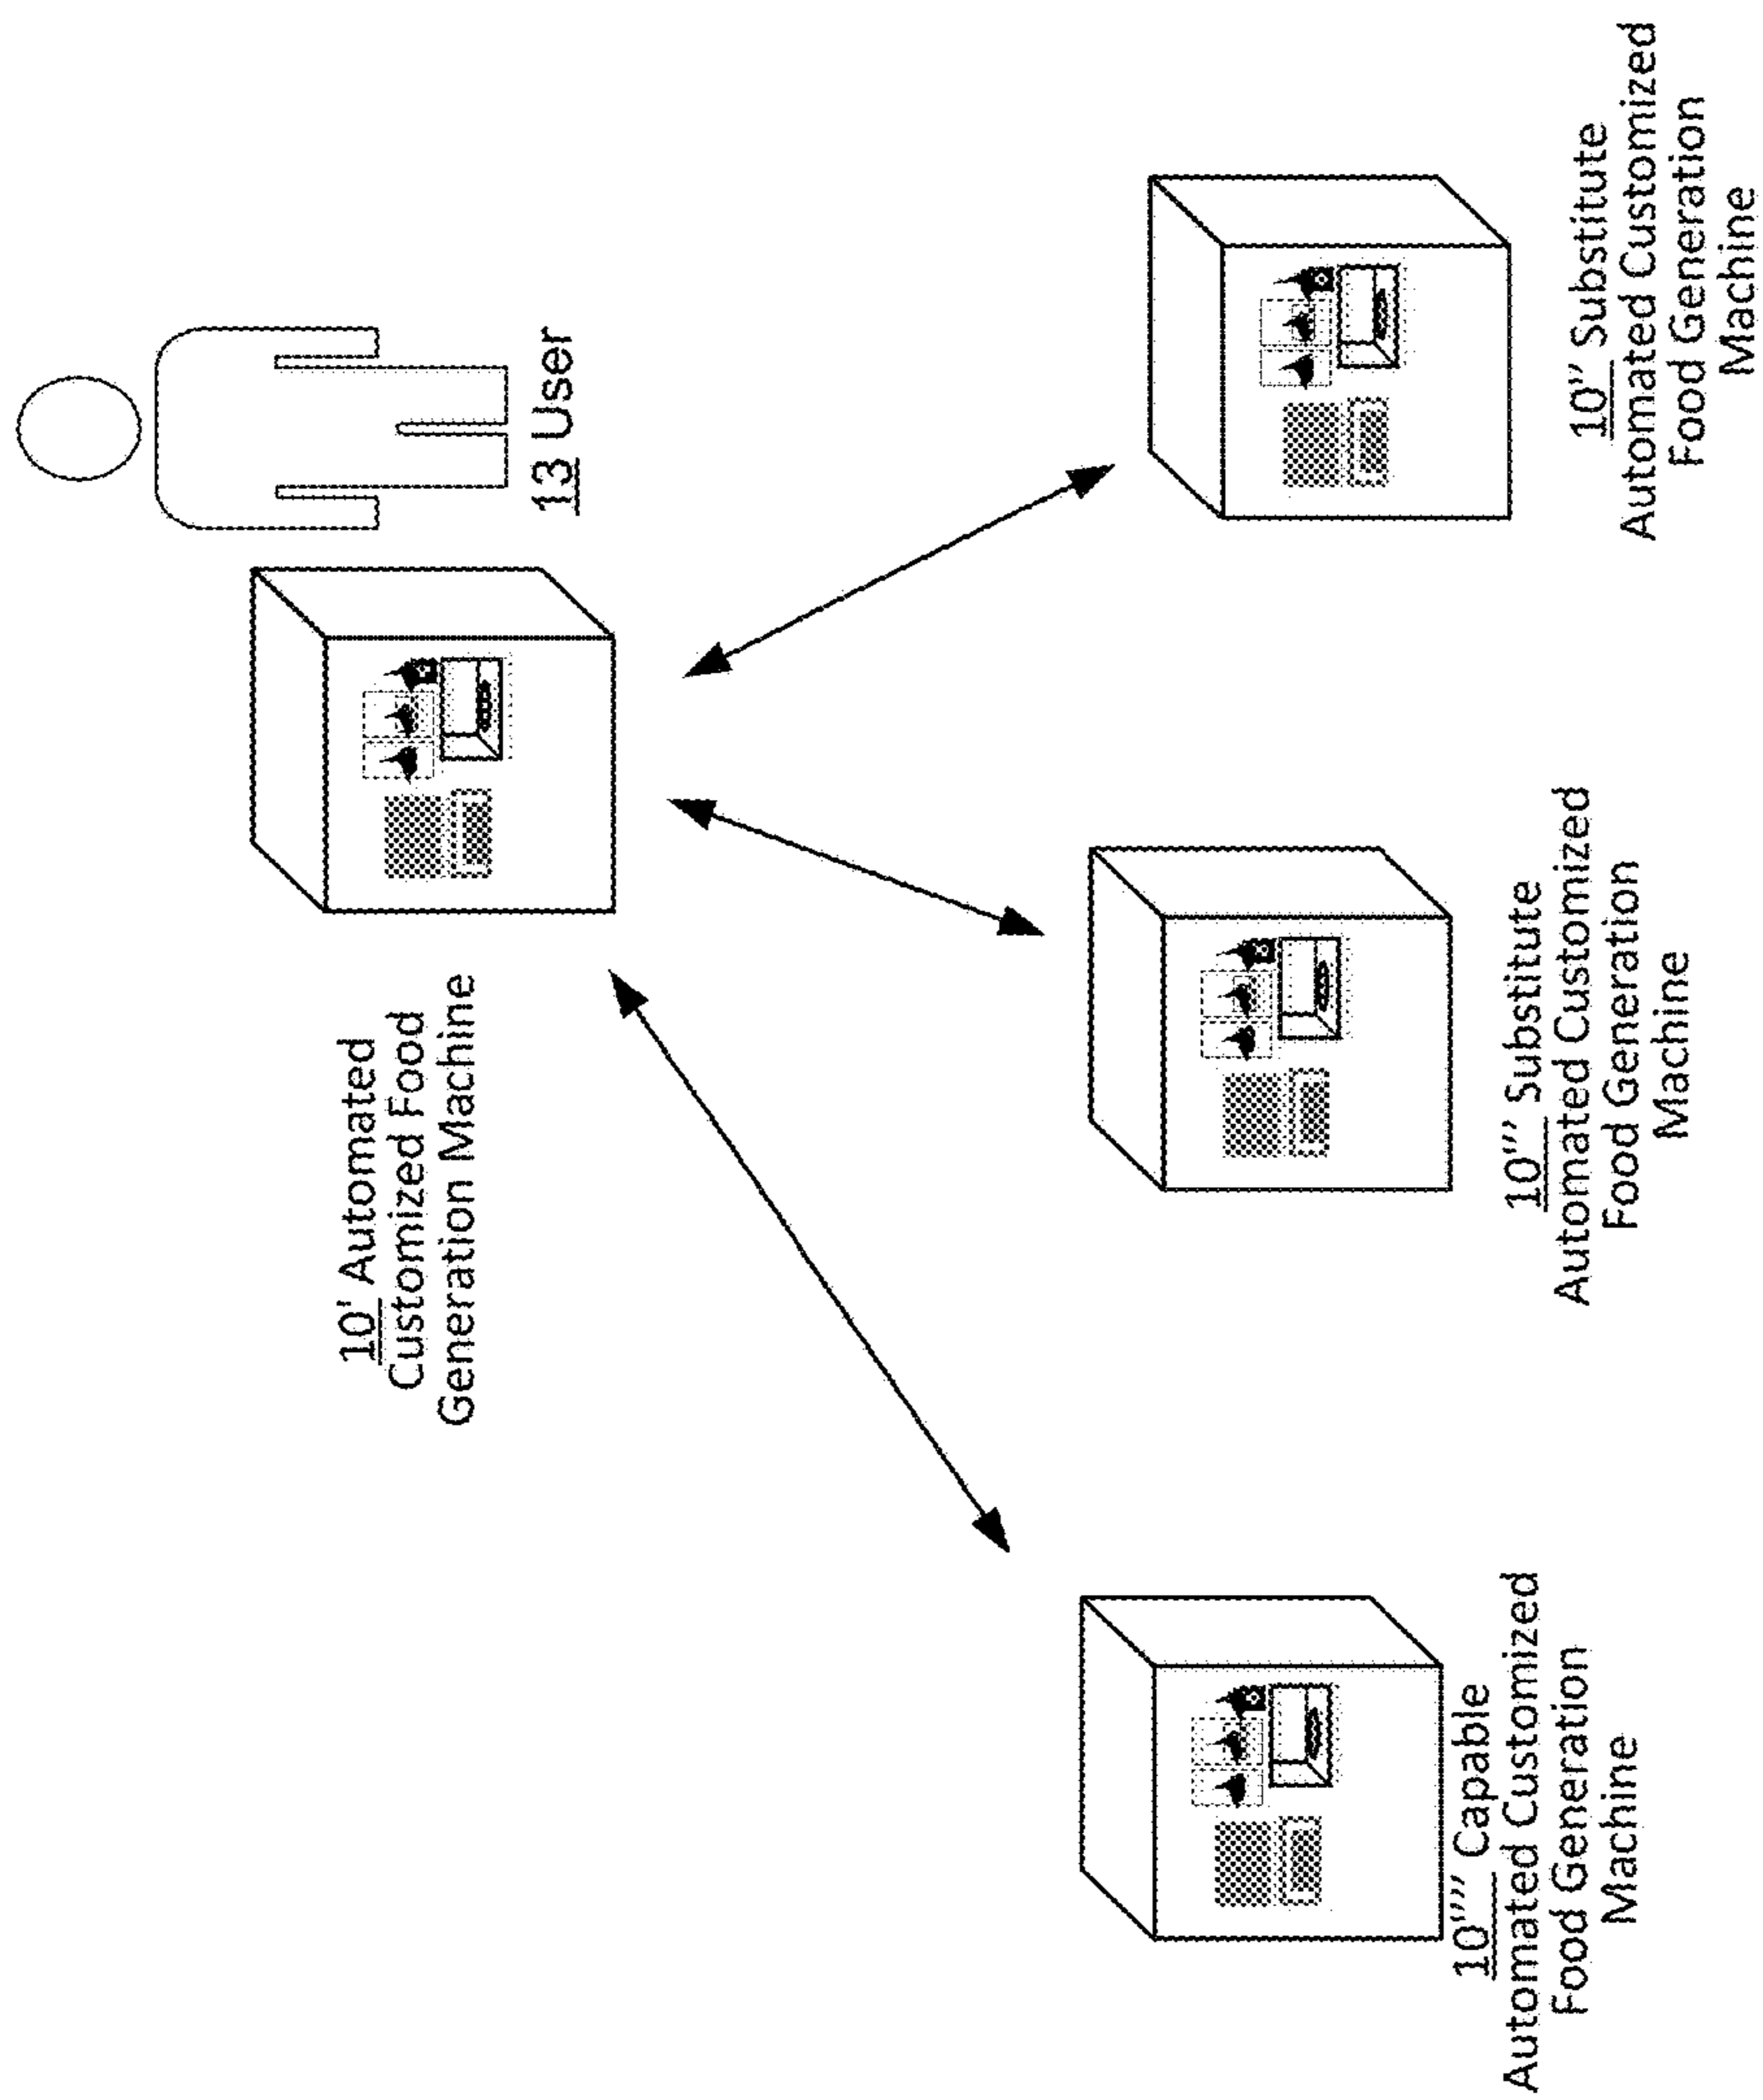 13 User
10' Automated
Customized Food
Generation Machine
10'''' Capable
Automated Customized
Food Generation
Machine
10''' Substitute
Automated Customized
Food Generation
Machine
10'' Substitute
Automated Customized
Food Generation
Machine